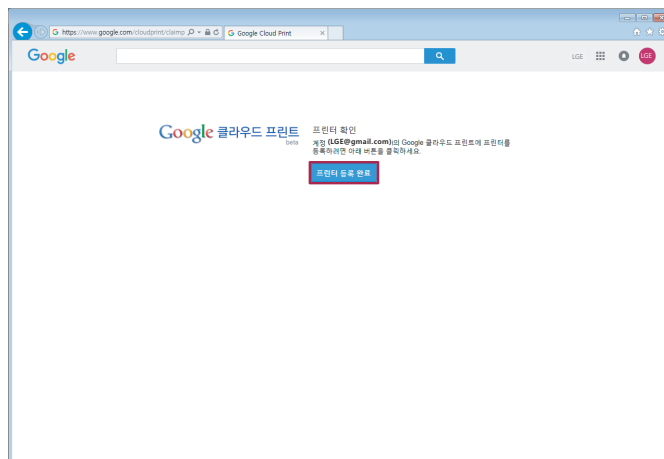 https://www.google.com/cloudprint/claimp
Google Cloud Print
Google
LGE
LGE
Google 클라우드 프린트
beta
프린터 확인
계정 (LGE@gmail.com)의 Google 클라우드 프린트에 프린터를
등록하려면 아래 버튼을 클릭하세요.
프린터 등록 완료